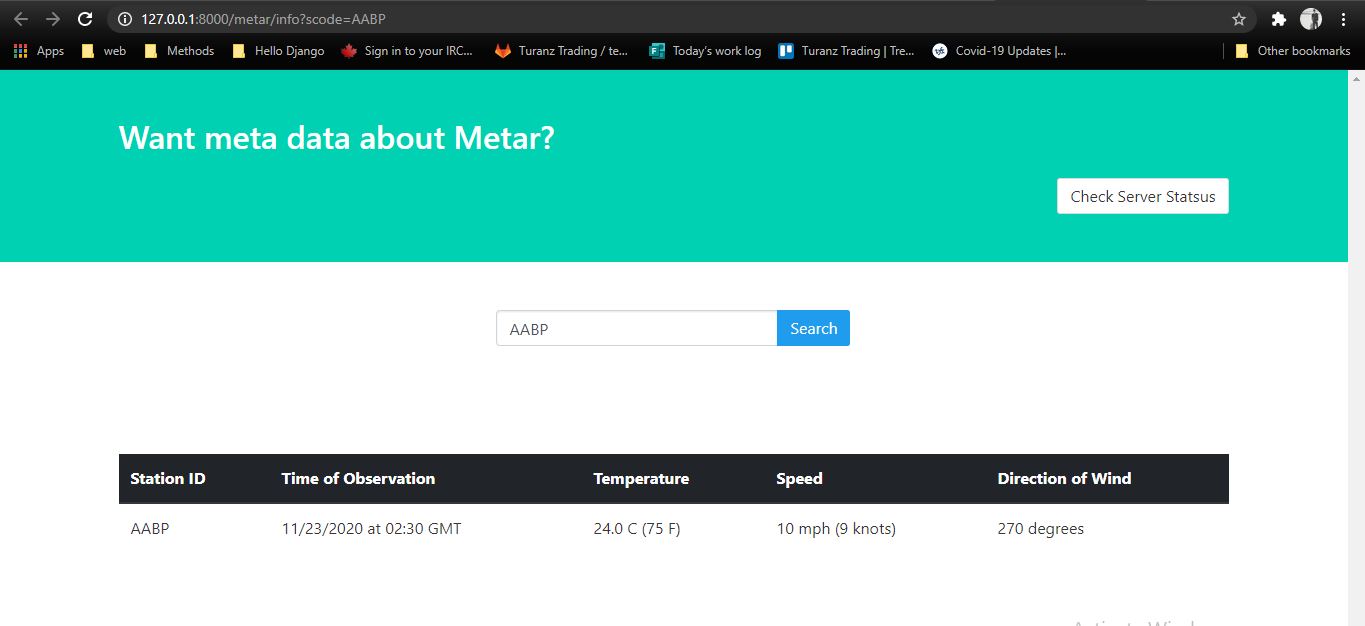 127.0.0.1:8000/metar/info?scode=AABP
Apps web Methods Hello Django Sign in to your IRC... Turanz Trading / te... Today's work log Turanz Trading | Tre... Covid-19 Updates |... Other bookmarks
Want meta data about Metar?
Check Server Statsus
AABP Search
Station ID Time of Observation Temperature Speed Direction of Wind
AABP 11/23/2020 at 02:30 GMT 24.0 C (75 F) 10 mph (9 knots) 270 degrees